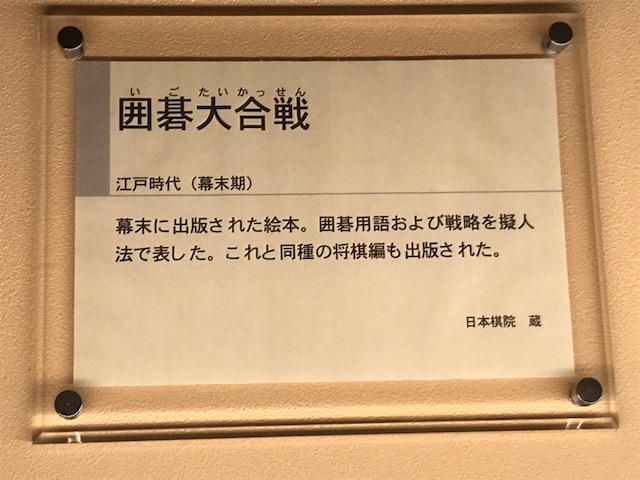 いごたいかっせん
囲碁大合戦
江戸時代（幕末期）
幕末に出版された絵本。囲碁用語および戦略を擬人
法で表した。これと同種の将棋編も出版された。
日本棋院　蔵